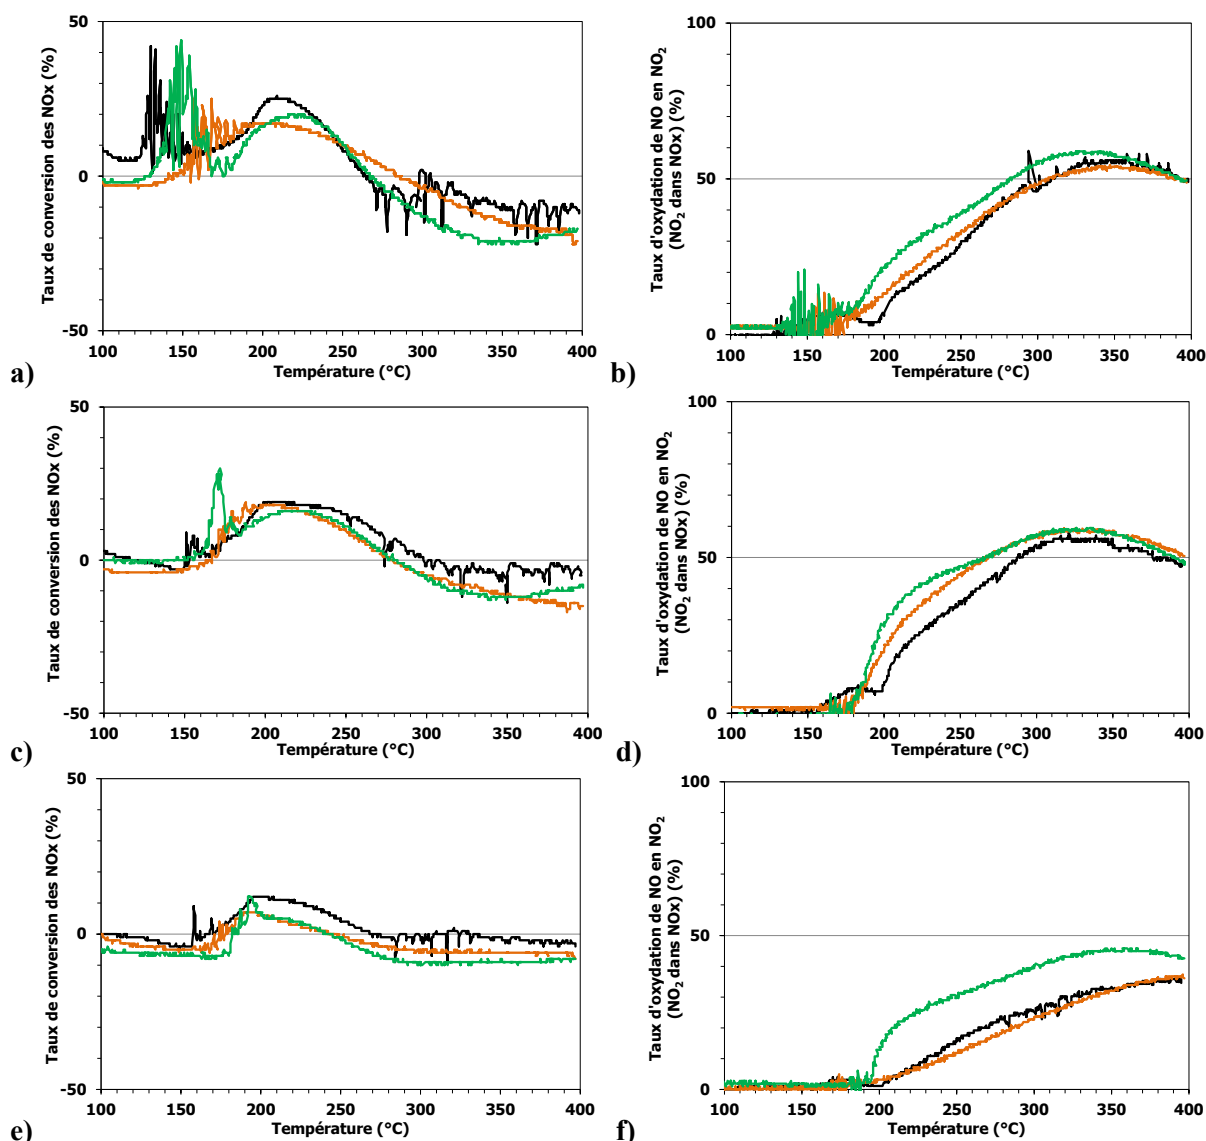 50
0
-50
100
150
200
250
300
350
400
Taux de conversion des NOx (%)
Température (°C)
a)
100
50
0
100
150
200
250
300
350
400
Taux d'oxydation de NO en NO2
(NO2 dans NOx) (%)
Température (°C)
b)
50
0
-50
100
150
200
250
300
350
400
Taux de conversion des NOx (%)
Température (°C)
c)
100
50
0
100
150
200
250
300
350
400
Taux d'oxydation de NO en NO2
(NO2 dans NOx) (%)
Température (°C)
d)
50
0
-50
100
150
200
250
300
350
400
Taux de conversion des NOx (%)
Température (°C)
e)
100
50
0
100
150
200
250
300
350
400
Taux d'oxydation de NO en NO2
(NO2 dans NOx) (%)
Température (°C)
f)